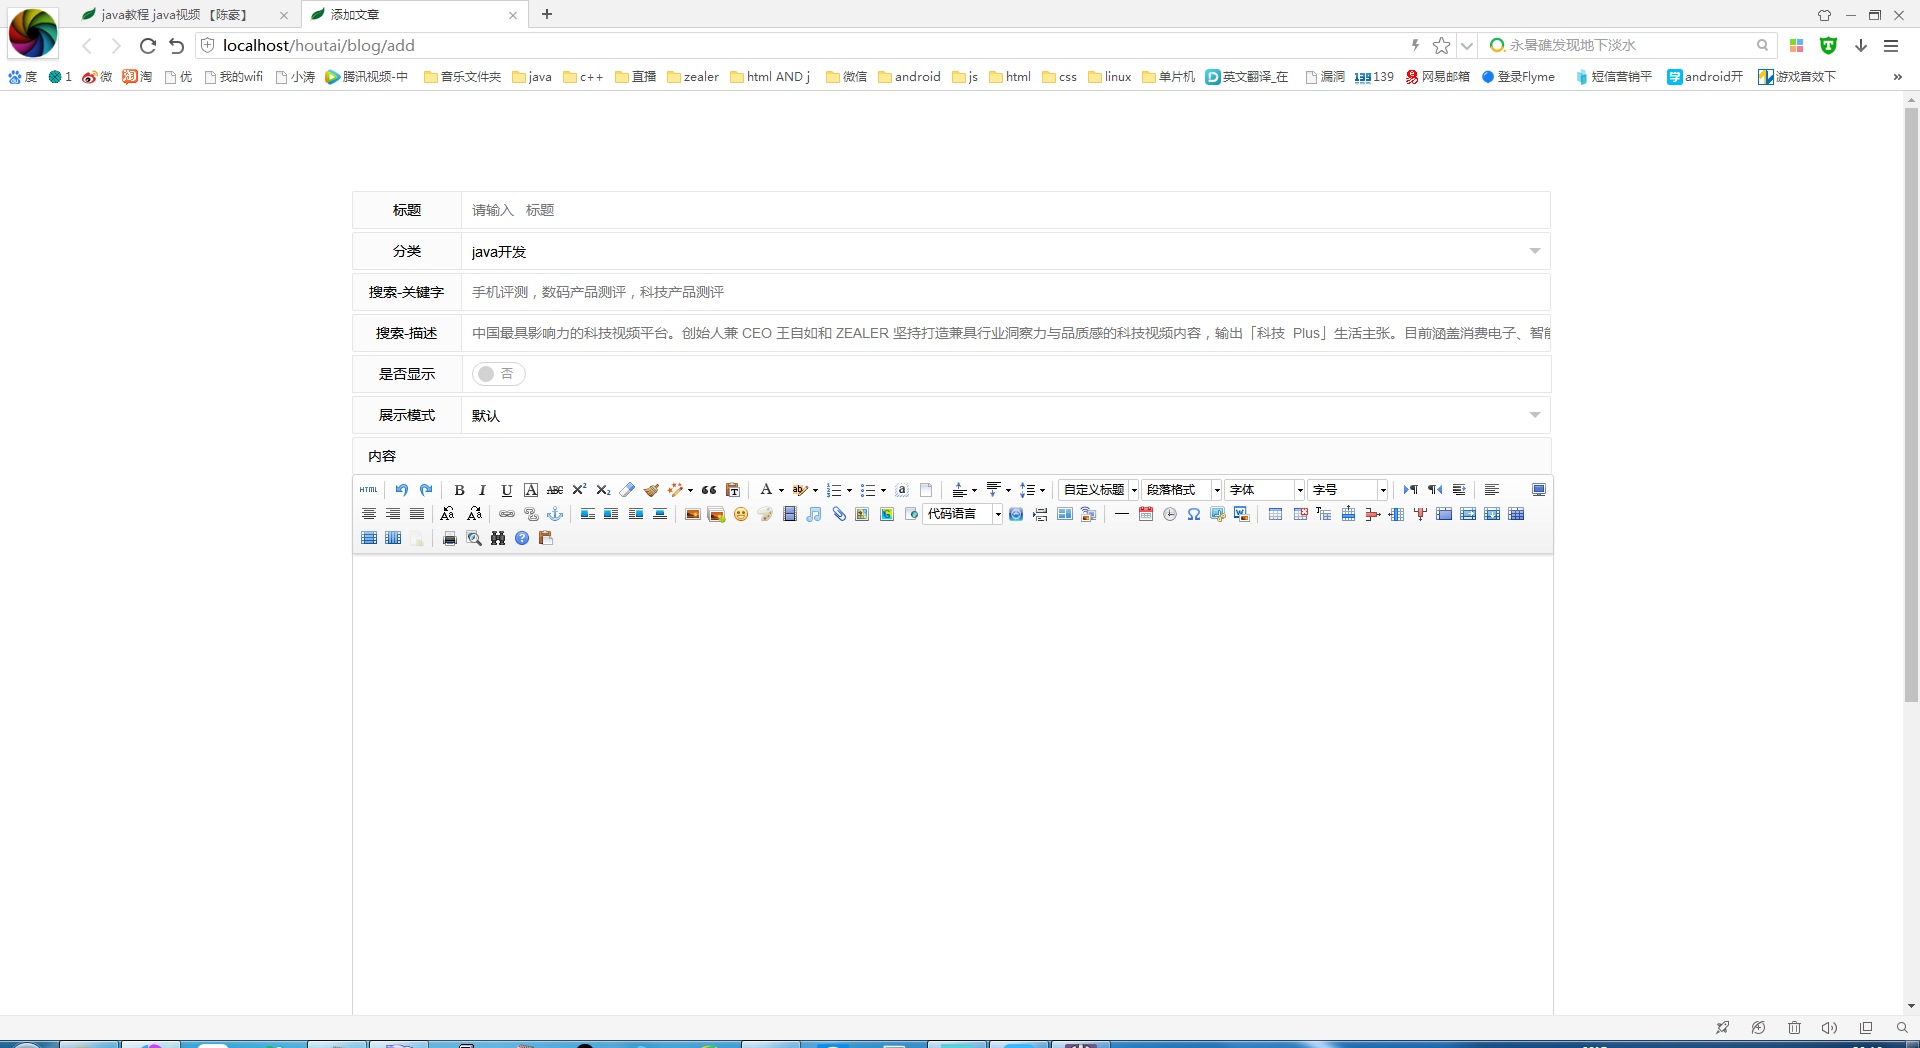 java教程 java视频 【陈豪】
添加文章
localhost/houtai/blog/add
永暑礁发现地下淡水
度 1 微 淘 优 我的wifi 小涛 腾讯视频-中 音乐文件夹 java c++ 直播 zealer html AND j 微信 android js html css linux 单片机 英文翻译_在 漏洞 139 网易邮箱 登录Flyme 短信营销平 android开 游戏音效下 »
标题 请输入 标题
分类 java开发
搜索-关键字 手机评测，数码产品测评，科技产品测评
搜索-描述 中国最具影响力的科技视频平台。创始人兼 CEO 王自如和 ZEALER 坚持打造兼具行业洞察力与品质感的科技视频内容，输出「科技 Plus」生活主张。目前涵盖消费电子、智能
是否显示 否
展示模式 默认
内容
HTML B I U A ABC X² X₂ 自定义标题 段落格式 字体 字号
代码语言